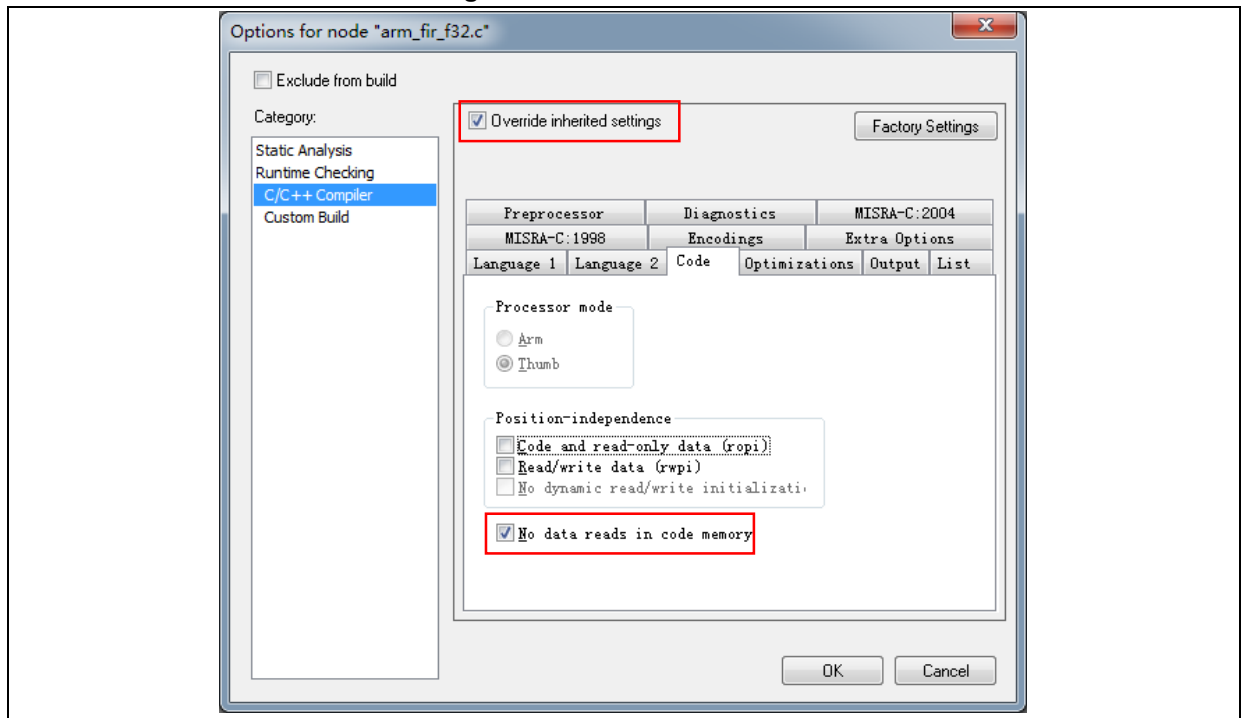 Options for node "arm_fir_f32.c"
Exclude from build
Category:
Static Analysis
Runtime Checking
C/C++ Compiler
Custom Build
Override inherited settings
Factory Settings
Preprocessor Diagnostics MISRA-C:2004
MISRA-C:1998 Encodings Extra Options
Language 1 Language 2 Code Optimizations Output List
Processor mode
Arm
Thumb
Position-independence
Code and read-only data (ropi)
Read/write data (rwpi)
No dynamic read/write initializati
No data reads in code memory
OK Cancel